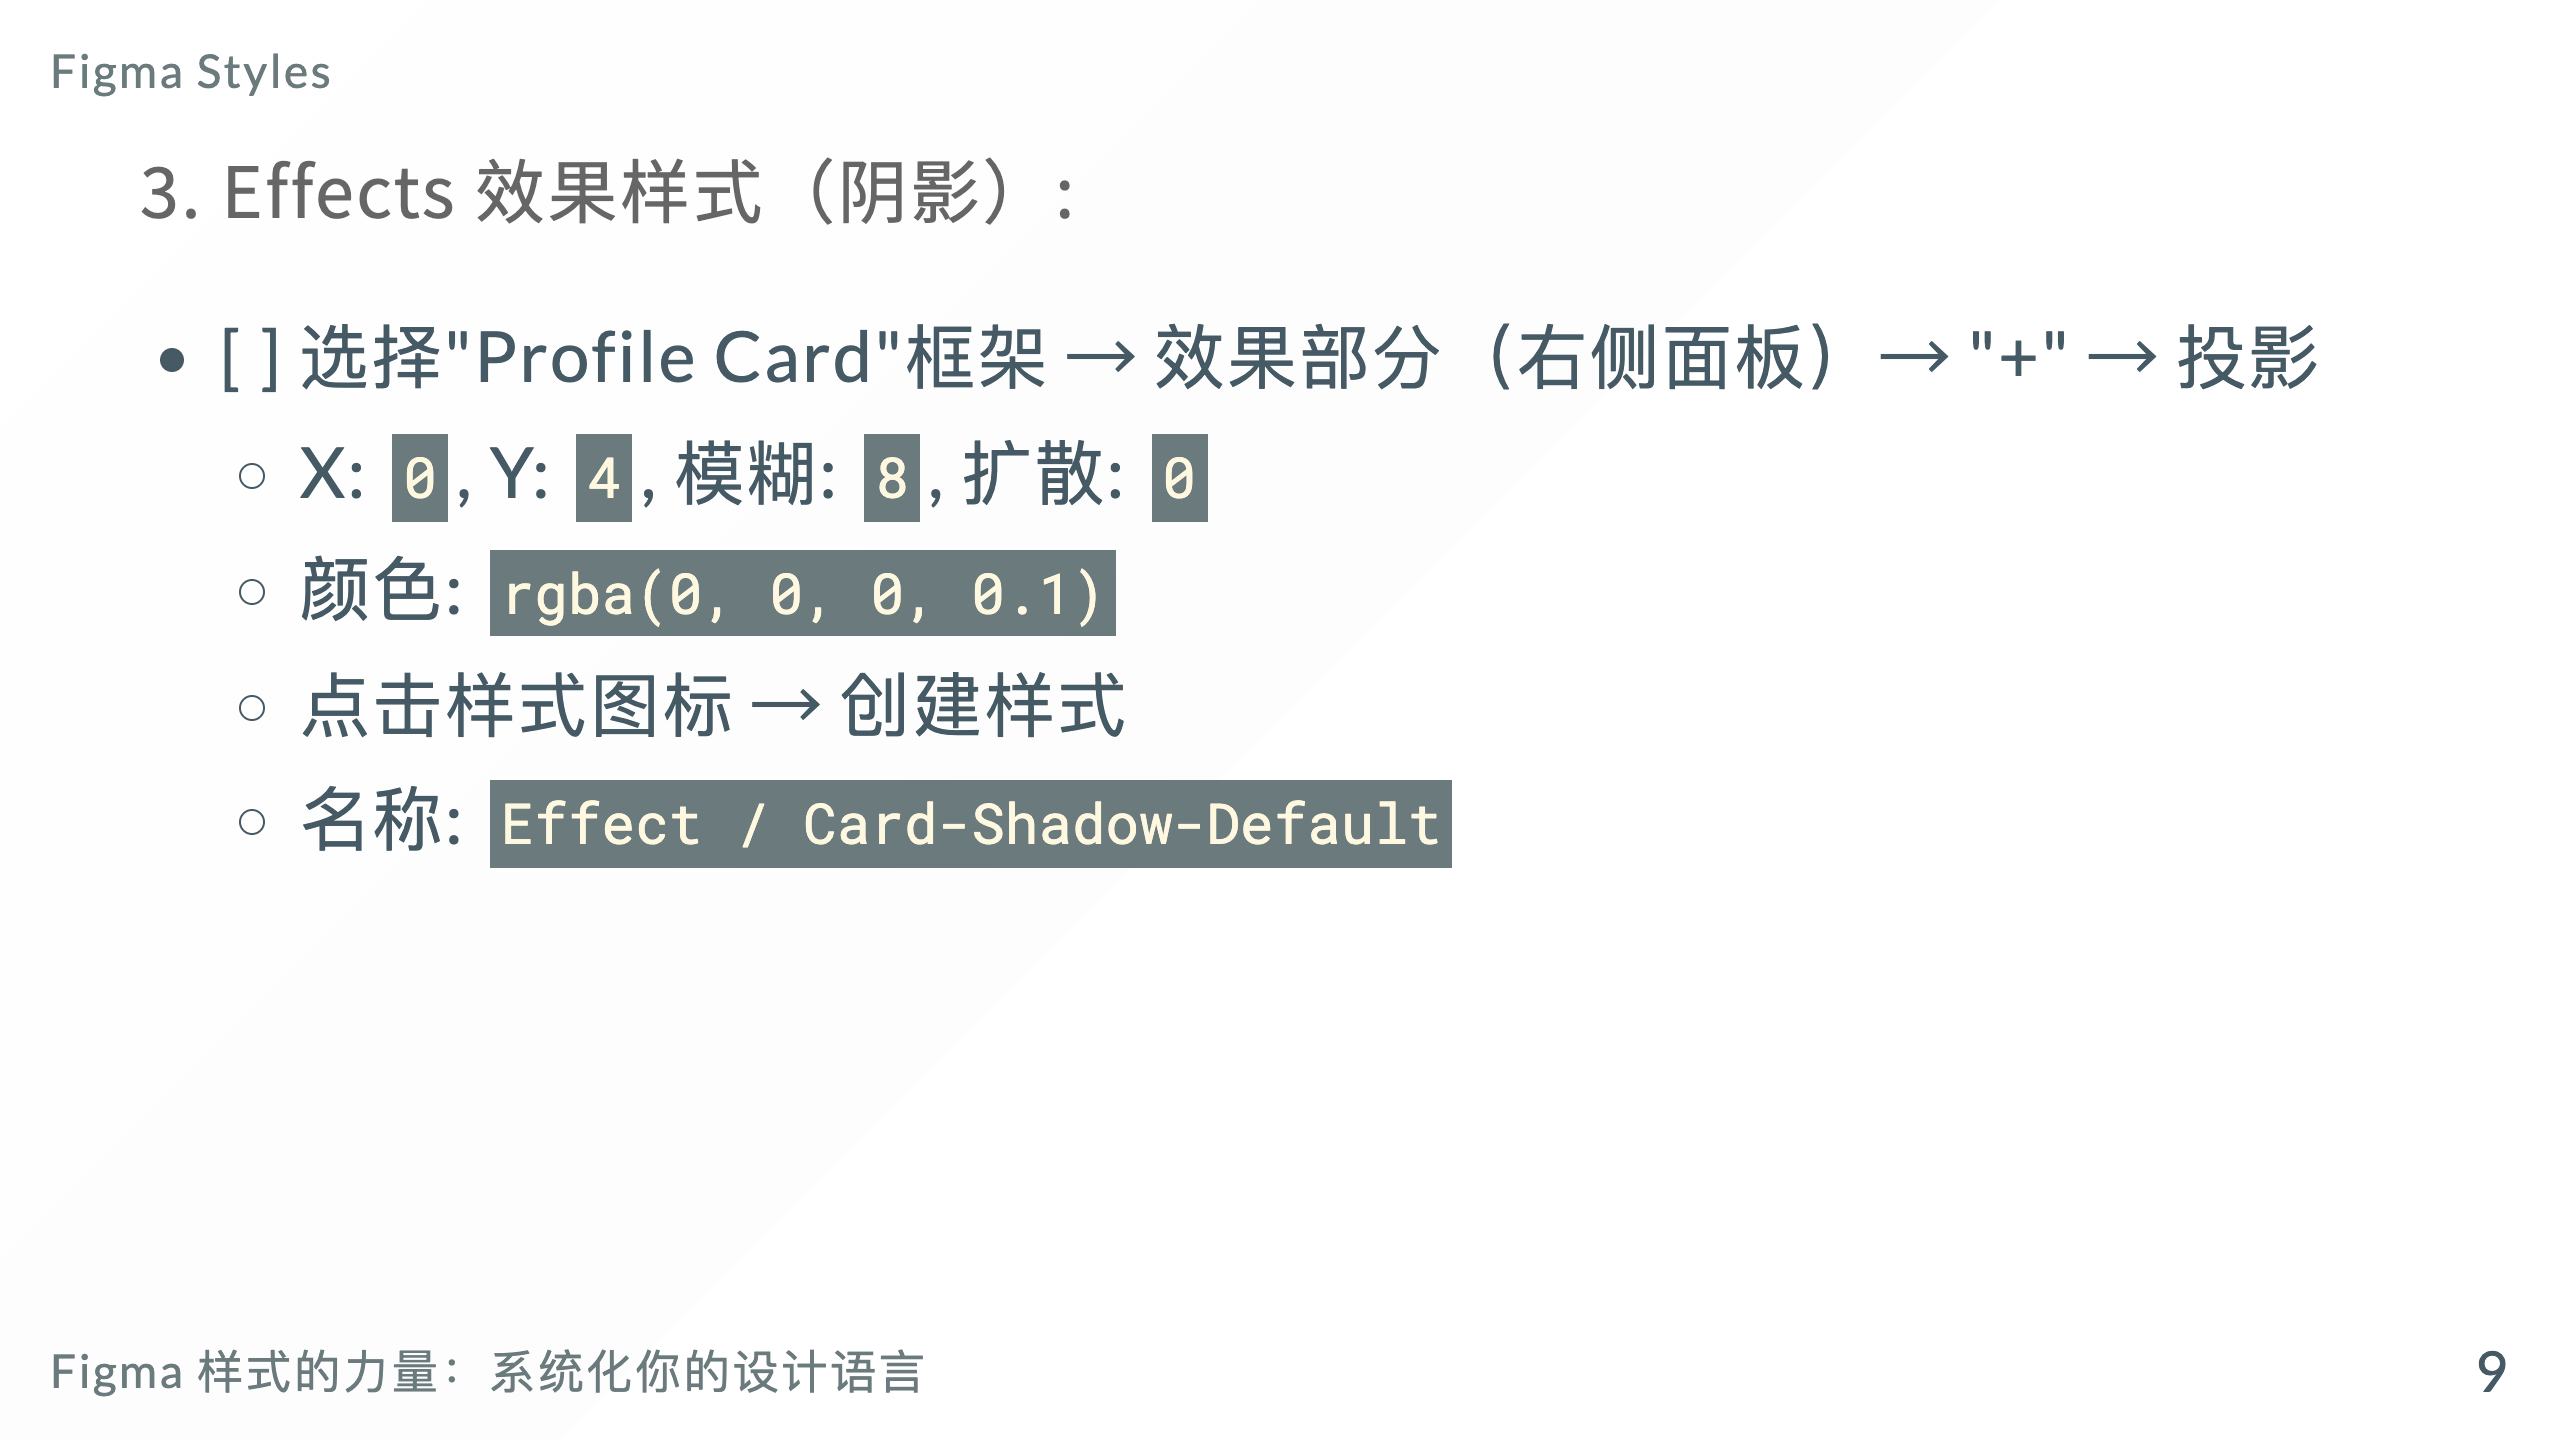 Figma Styles
3. Effects 效果样式（阴影）:
• [ ] 选择"Profile Card"框架 → 效果部分（右侧面板）→ "+" → 投影
○ X: 0, Y: 4, 模糊: 8, 扩散: 0
○ 颜色: rgba(0, 0, 0, 0.1)
○ 点击样式图标 → 创建样式
○ 名称: Effect / Card-Shadow-Default
Figma 样式的力量：系统化你的设计语言
9